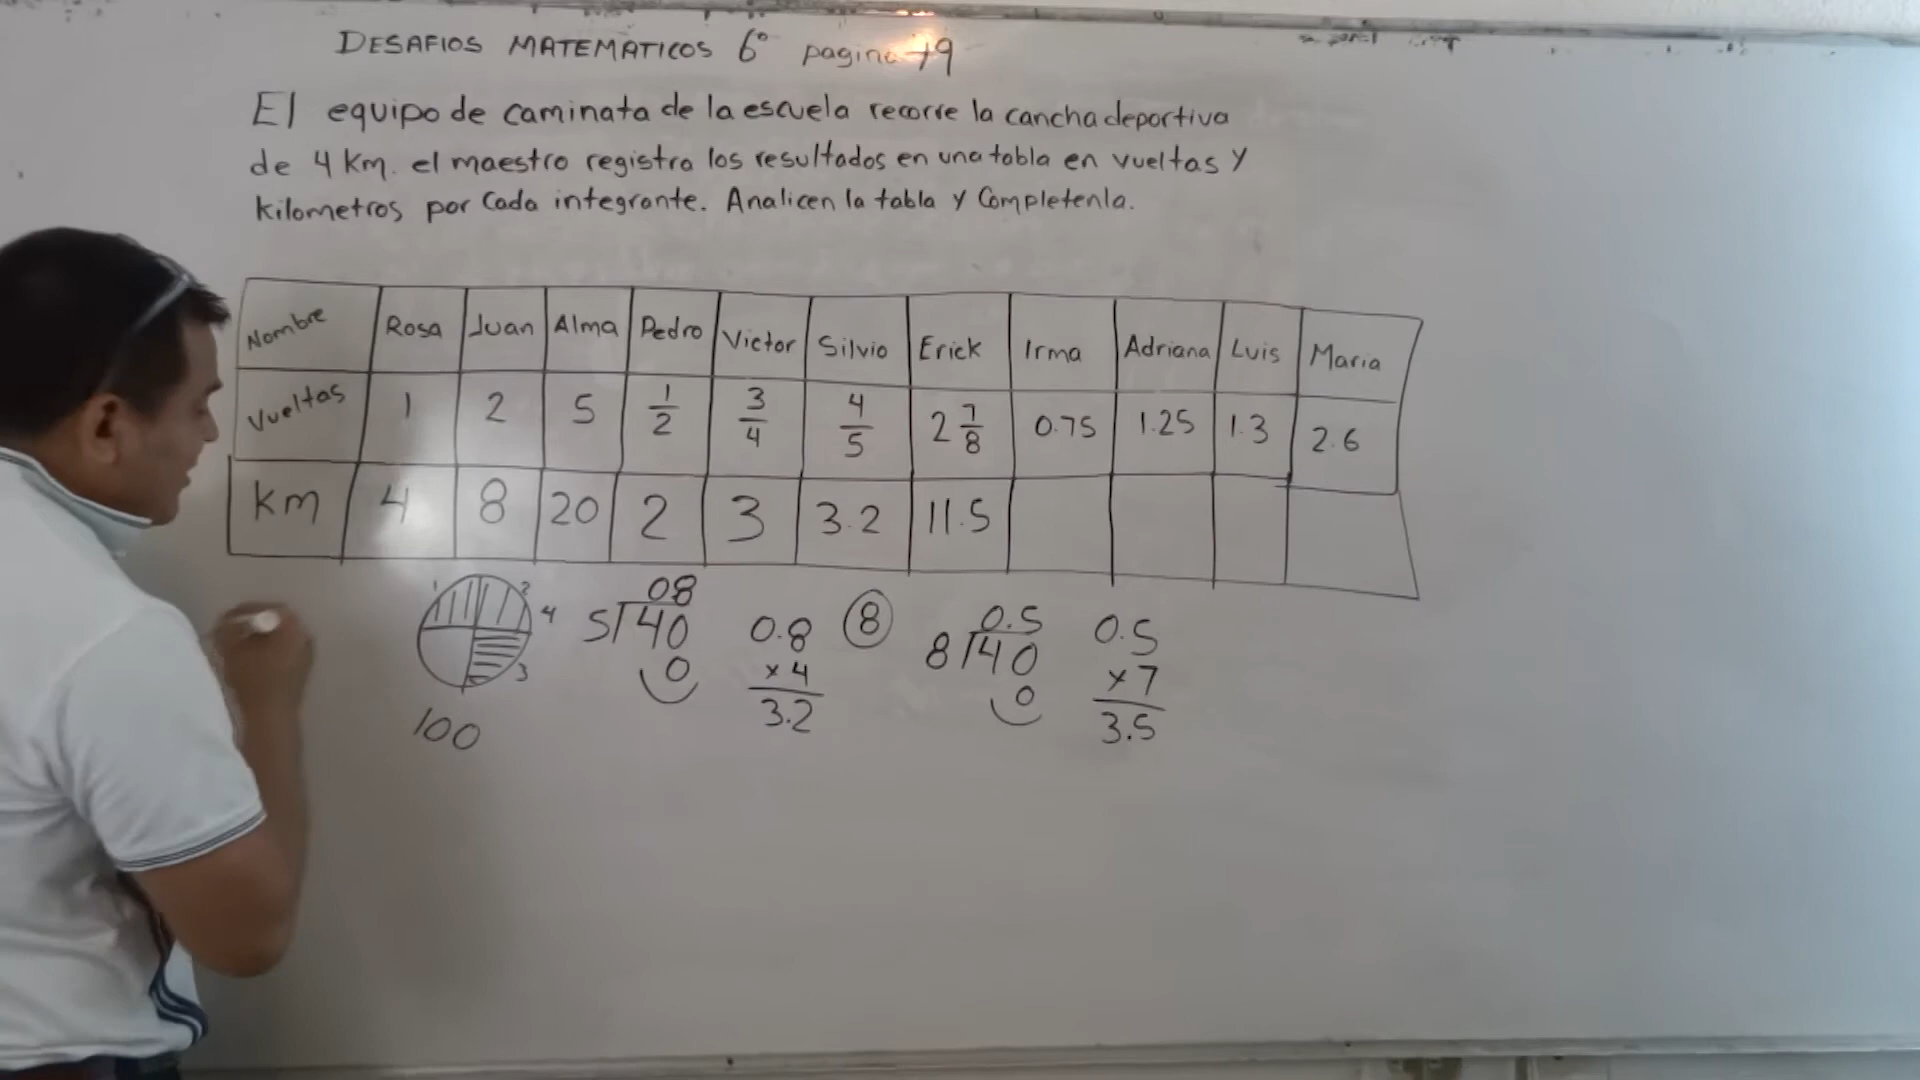 DESAFIOS MATEMATICOS 6° pagina 79
El equipo de caminata de la escuela recorre la cancha deportiva
de 4 Km. el maestro registra los resultados en una tabla en vueltas y
kilometros por cada integrante. Analicen la tabla y Completenla.
Nombre Rosa Juan Alma Pedro Victor Silvio Erick Irma Adriana Luis Maria
Vueltas 1 2 5 1/2 3/4 4/5 2 7/8 0.75 1.25 1.3 2.6
km 4 8 20 2 3 3.2 11.5
1 2 4 3
100
08
5 40
0
0.8
x 4
3.2
8
0.5
8 40
0
0.5
x 7
3.5